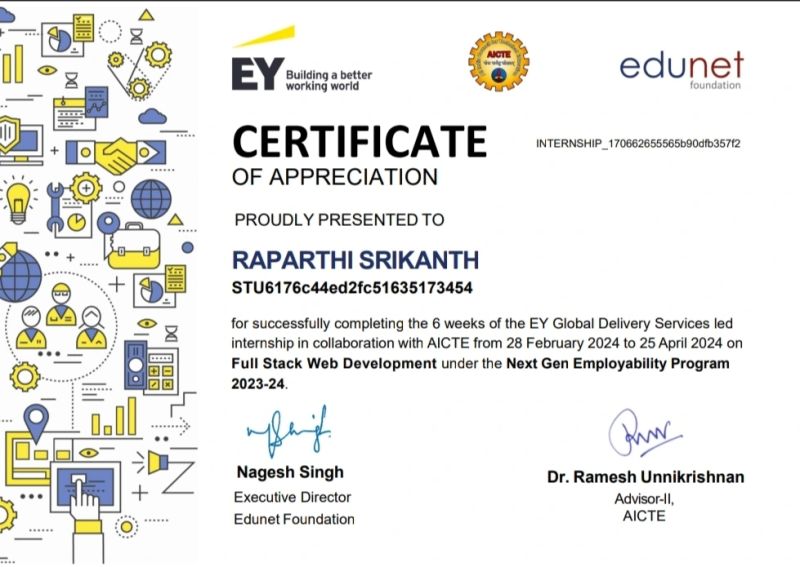 EY Building a better
working world
AICTE
edunet
foundation
CERTIFICATE
INTERNSHIP_170662655565b90dfb357f2
OF APPRECIATION
PROUDLY PRESENTED TO
RAPARTHI SRIKANTH
STU6176c44ed2fc51635173454
for successfully completing the 6 weeks of the EY Global Delivery Services led
internship in collaboration with AICTE from 28 February 2024 to 25 April 2024 on
Full Stack Web Development under the Next Gen Employability Program
2023-24.
Nagesh Singh
Executive Director
Edunet Foundation
Dr. Ramesh Unnikrishnan
Advisor-II,
AICTE